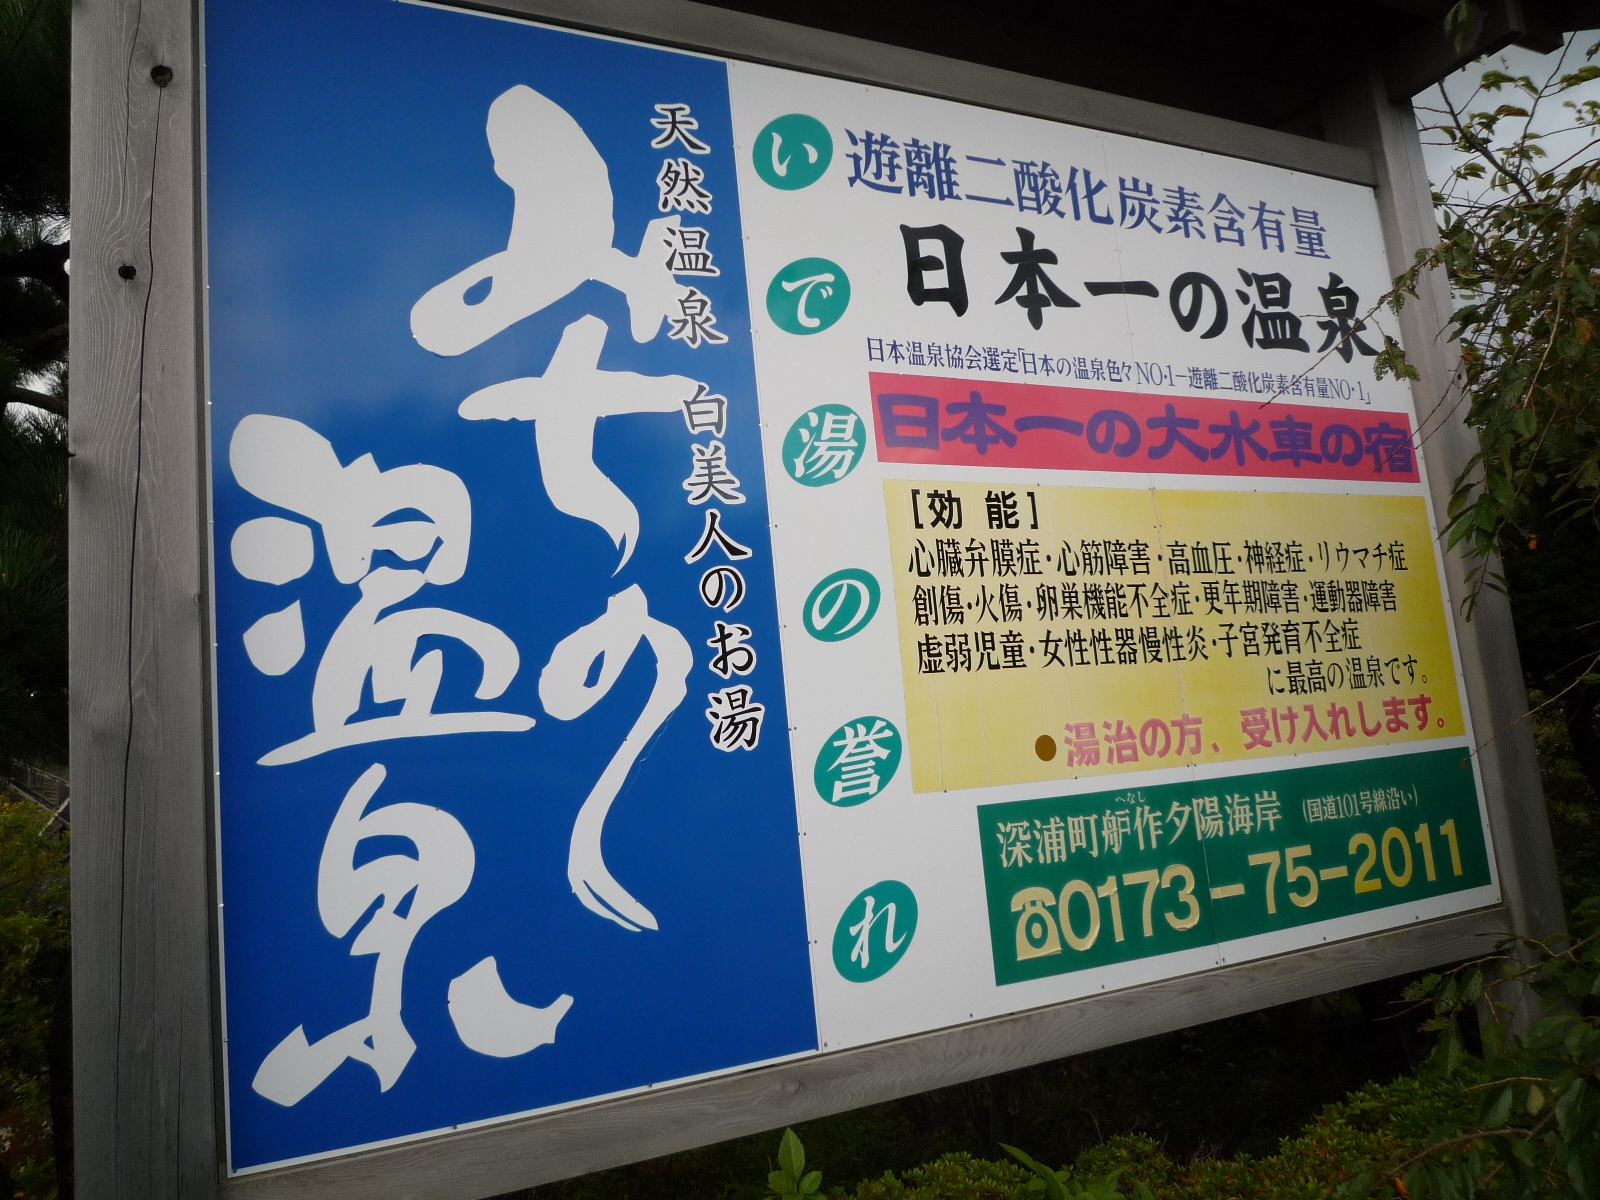 みちの温泉
天然温泉 白美人のお湯
いで湯の誉れ
遊離二酸化炭素含有量
日本一の温泉
日本温泉協会選定「日本の温泉色々NO・1ー遊離二酸化炭素含有量NO・1」
日本一の大水車の宿
[効 能]
心臓弁膜症・心筋障害・高血圧・神経症・リウマチ症
創傷・火傷・卵巣機能不全症・更年期障害・運動器障害
虚弱児童・女性性器慢性炎・子宮発育不全症
に最高の温泉です。
●湯治の方、受け入れします。
へなし
深浦町舮作夕陽海岸 (国道101号線沿い)
☎0173-75-2011